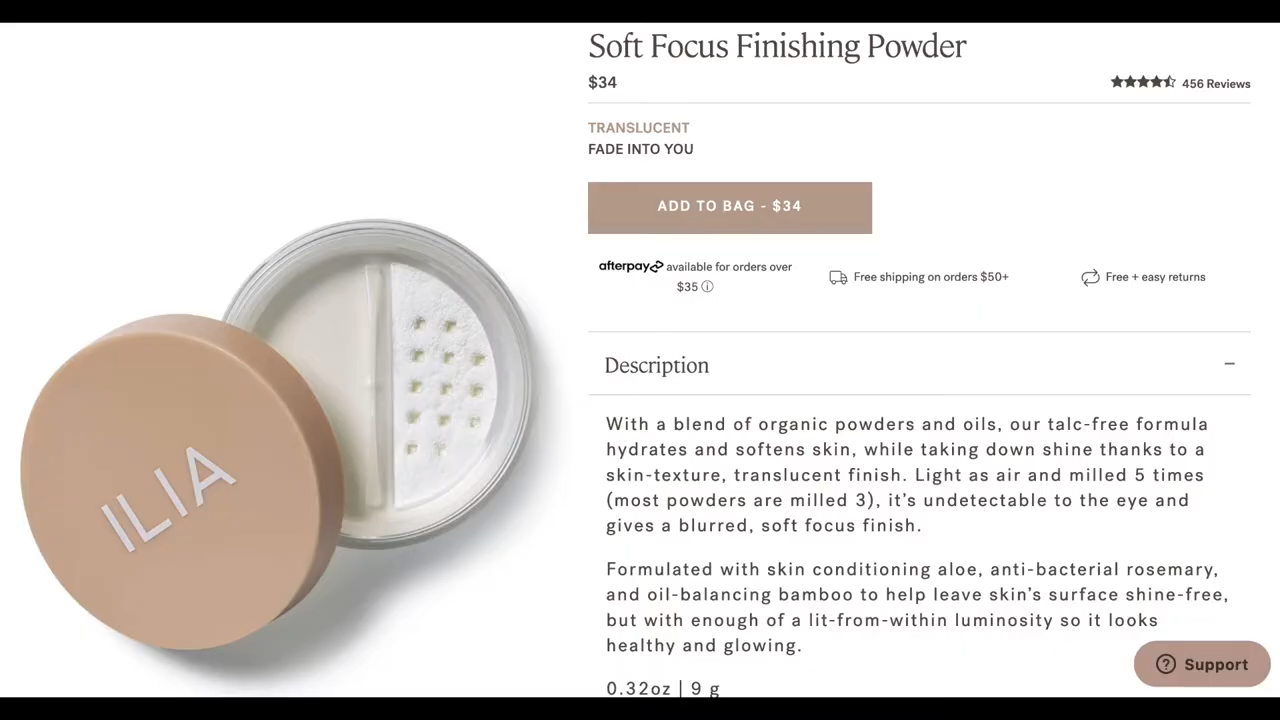 Soft Focus Finishing Powder
$34
456 Reviews
TRANSLUCENT
FADE INTO YOU
ADD TO BAG - $34
afterpay available for orders over
$35
Free shipping on orders $50+
Free + easy returns
Description
With a blend of organic powders and oils, our talc-free formula
hydrates and softens skin, while taking down shine thanks to a
skin-texture, translucent finish. Light as air and milled 5 times
(most powders are milled 3), it’s undetectable to the eye and
gives a blurred, soft focus finish.
Formulated with skin conditioning aloe, anti-bacterial rosemary,
and oil-balancing bamboo to help leave skin’s surface shine-free,
but with enough of a lit-from-within luminosity so it looks
healthy and glowing.
0.32oz | 9 g
Support
ILIA